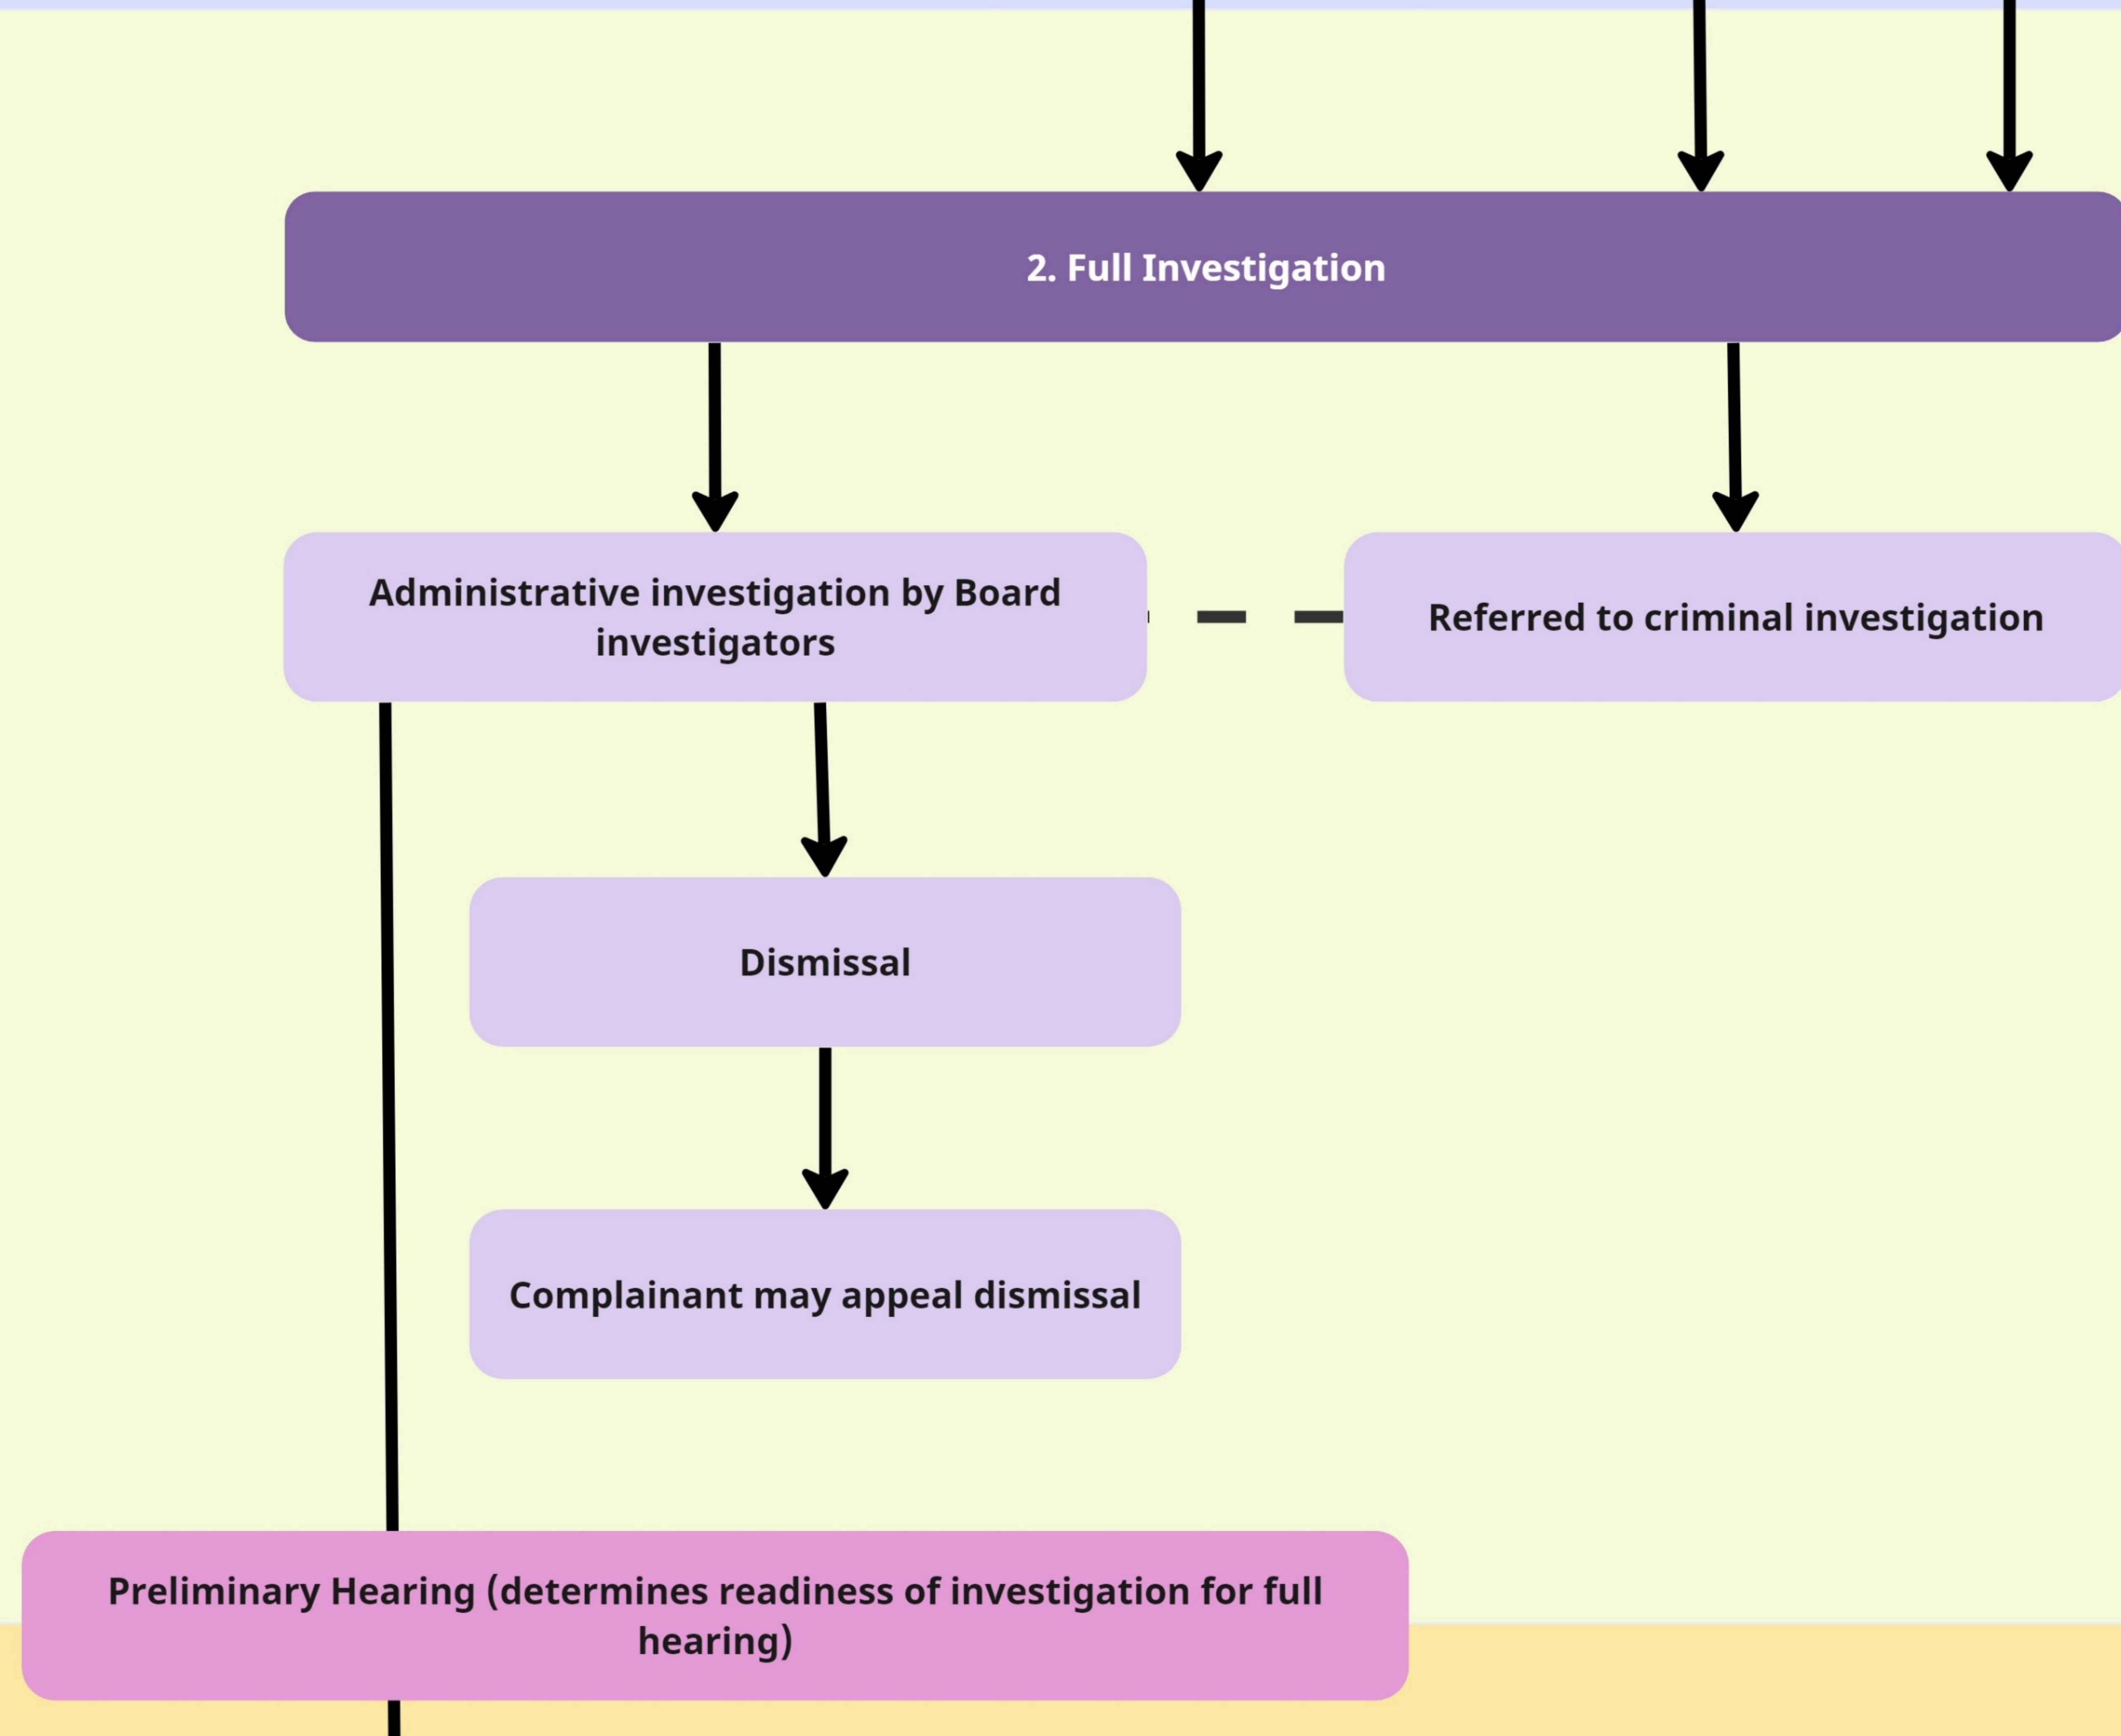 2. Full Investigation
Administrative investigation by Board
investigators
Referred to criminal investigation
Dismissal
Complainant may appeal dismissal
Preliminary Hearing (determines readiness of investigation for full
hearing)